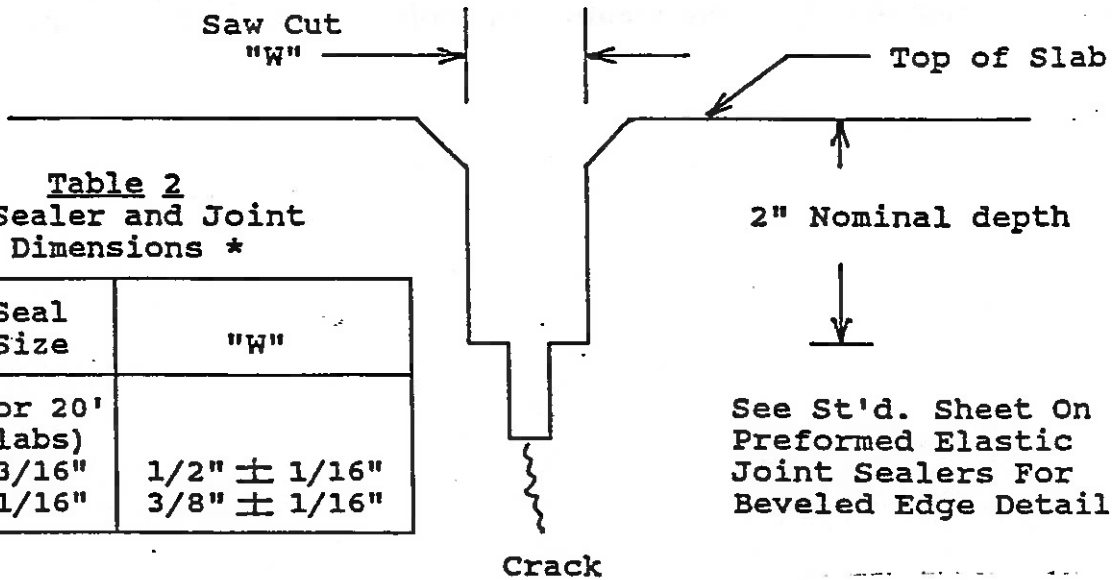 Saw Cut
"W"
Top of Slab
Table 2
Sealer and Joint
Dimensions *
2" Nominal depth
Seal
Size
"W"
or 20'
labs)
3/16" 1/2" ± 1/16"
1/16" 3/8" ± 1/16"
See St'd. Sheet On
Preformed Elastic
Joint Sealers For
Beveled Edge Detail
Crack